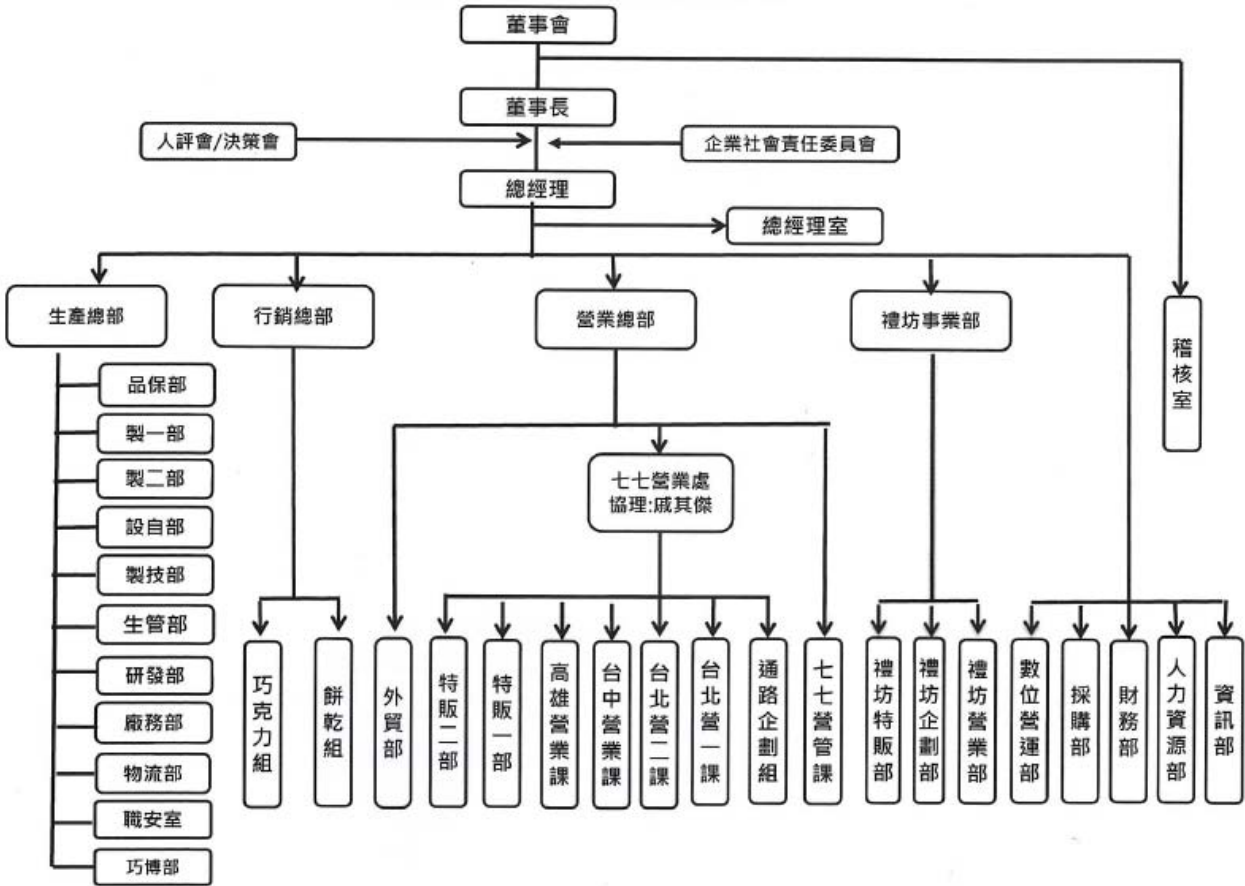 董事會
董事長
人評會/決策會
企業社會責任委員會
總經理
總經理室
生產總部
行銷總部
營業總部
禮坊事業部
稽核室
品保部
製一部
製二部
設自部
製技部
生管部
研發部
廠務部
物流部
職安室
巧博部
七七營業處
協理:戚其傑
巧克力組
餅乾組
外貿部
特販二部
特販一部
高雄營業課
台中營業課
台北營二課
台北營一課
通路企劃組
七七營管課
禮坊特販部
禮坊企劃部
禮坊營業部
數位營運部
採購部
財務部
人力資源部
資訊部